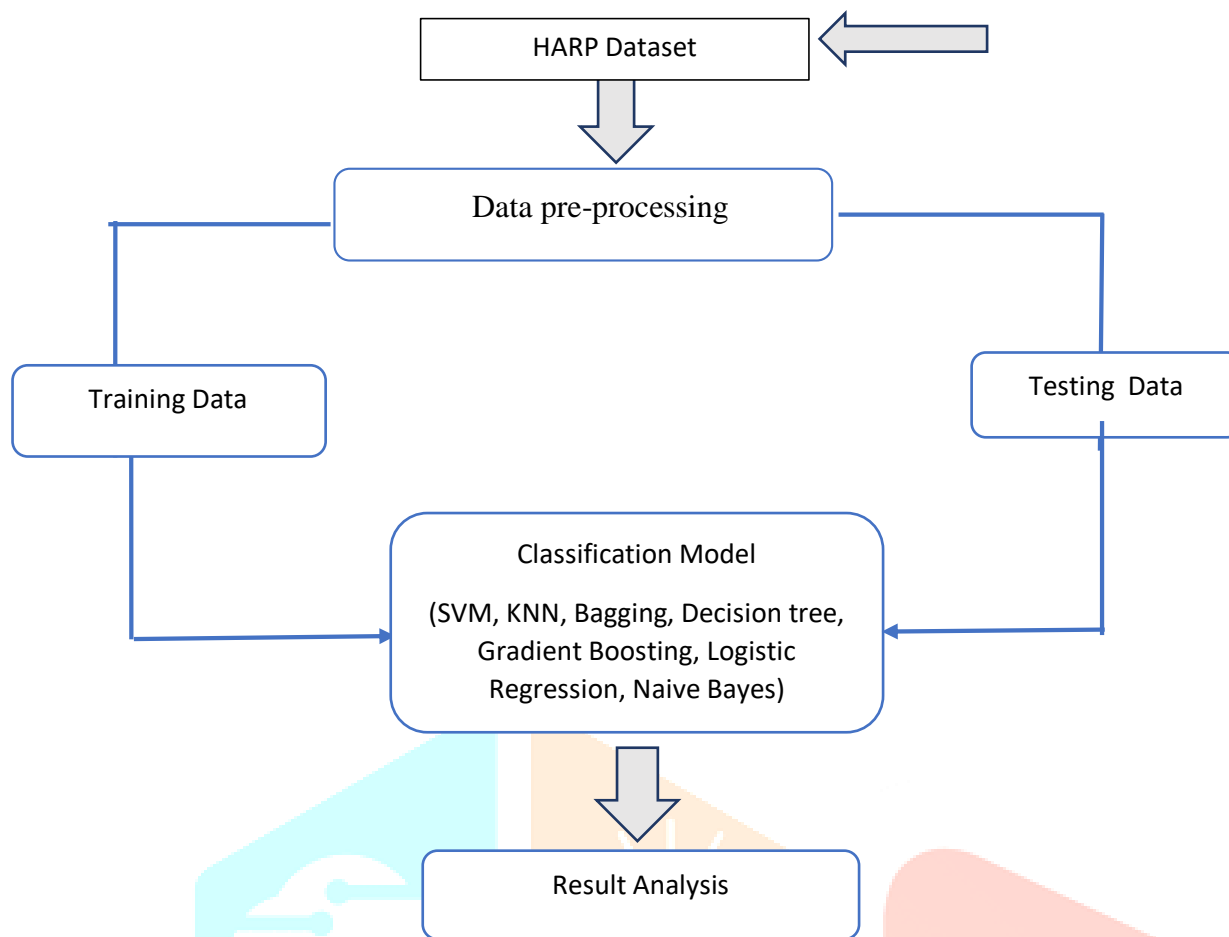 HARP Dataset
Data pre-processing
Training Data
Testing  Data
Classification Model
(SVM, KNN, Bagging, Decision tree,
Gradient Boosting, Logistic
Regression, Naive Bayes)
Result Analysis